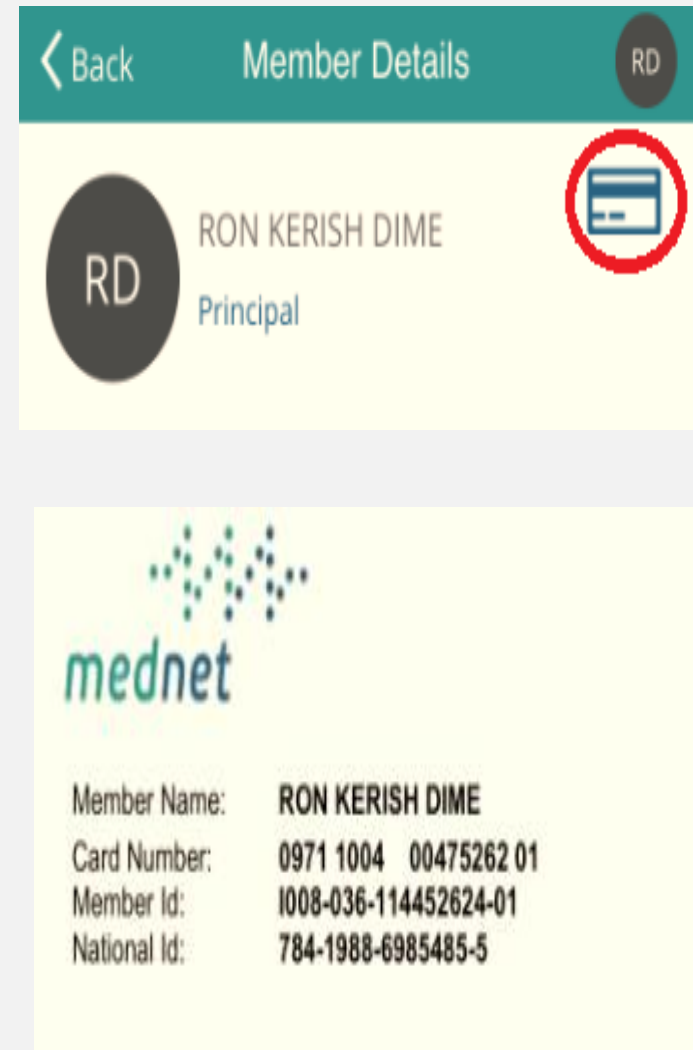 Back Member Details RD
RON KERISH DIME
RD
Principal
mednet
Member Name: RON KERISH DIME
Card Number: 0971 1004 00475262 01
Member Id: I008-036-114452624-01
National Id: 784-1988-6985485-5